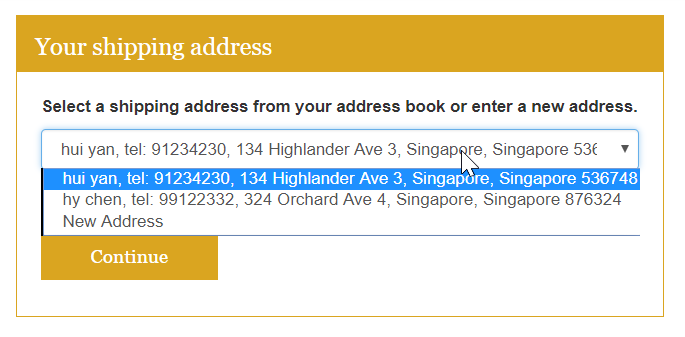 Your shipping address
Select a shipping address from your address book or enter a new address.
hui yan, tel: 91234230, 134 Highlander Ave 3, Singapore, Singapore 536
hui yan, tel: 91234230, 134 Highlander Ave 3, Singapore, Singapore 536748
hy chen, tel: 99122332, 324 Orchard Ave 4, Singapore, Singapore 876324
New Address
Continue